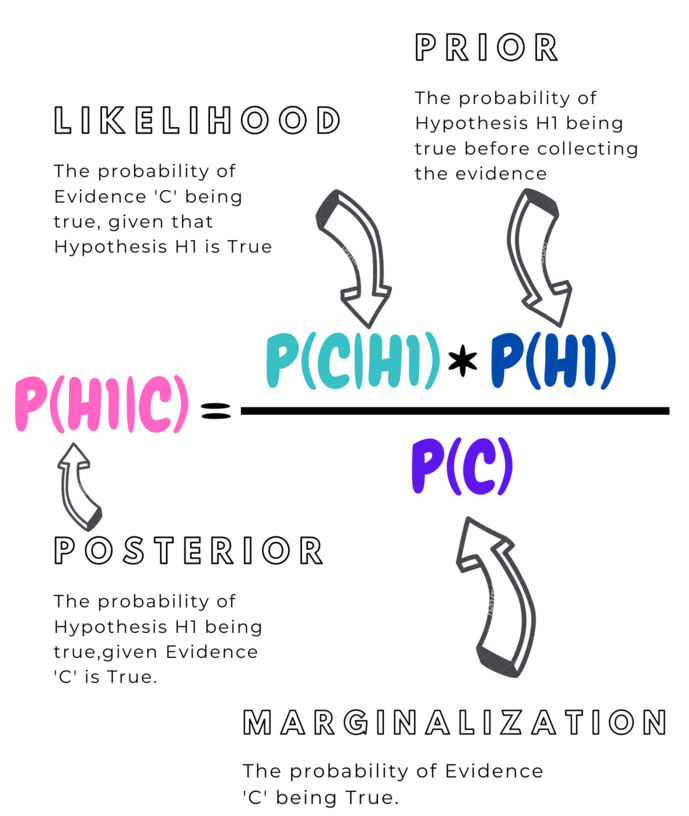 PRIOR
The probability of
Hypothesis H1 being
true before collecting
the evidence
LIKELIHOOD
The probability of
Evidence 'C' being
true, given that
Hypothesis H1 is True
P(C|H1) * P(H1)
P(H1|C) =
P(C)
POSTERIOR
The probability of
Hypothesis H1 being
true,given Evidence
'C' is True.
MARGINALIZATION
The probability of Evidence
'C' being True.